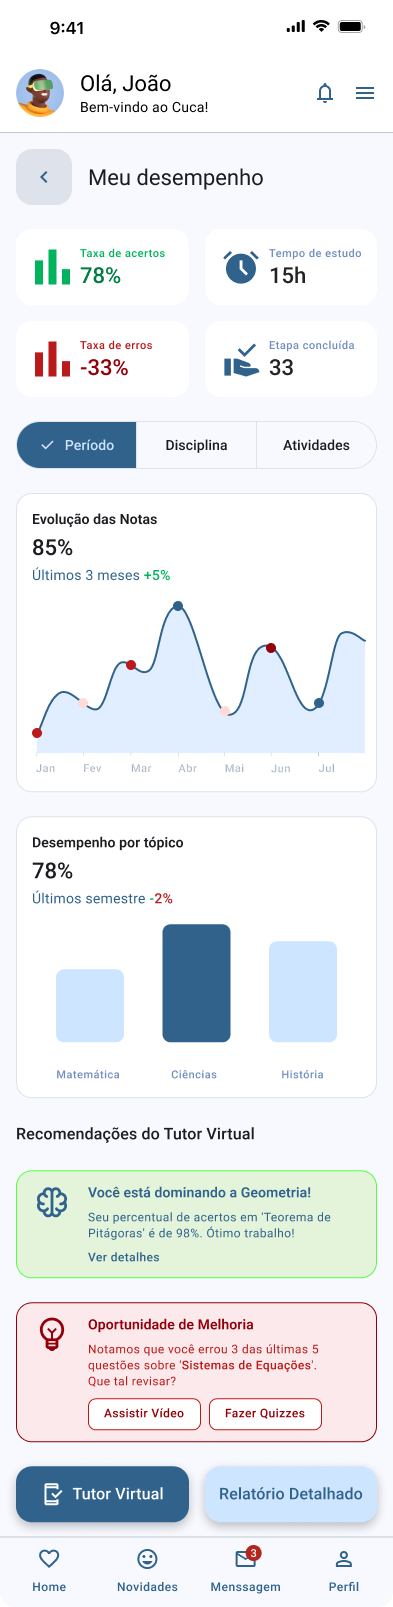 9:41
Olá, João
Bem-vindo ao Cuca!
Meu desempenho
Taxa de acertos
78%
Tempo de estudo
15h
Taxa de erros
-33%
Etapa concluída
33
Período
Disciplina
Atividades
Evolução das Notas
85%
Últimos 3 meses +5%
Jan Fev Mar Abr Mai Jun Jul
Desempenho por tópico
78%
Últimos semestre -2%
Matemática Ciências História
Recomendações do Tutor Virtual
Você está dominando a Geometria!
Seu percentual de acertos em 'Teorema de
Pitágoras' é de 98%. Ótimo trabalho!
Ver detalhes
Oportunidade de Melhoria
Notamos que você errou 3 das últimas 5
questões sobre 'Sistemas de Equações'.
Que tal revisar?
Assistir Vídeo
Fazer Quizzes
Tutor Virtual
Relatório Detalhado
3
Home Novidades Menssagem Perfil